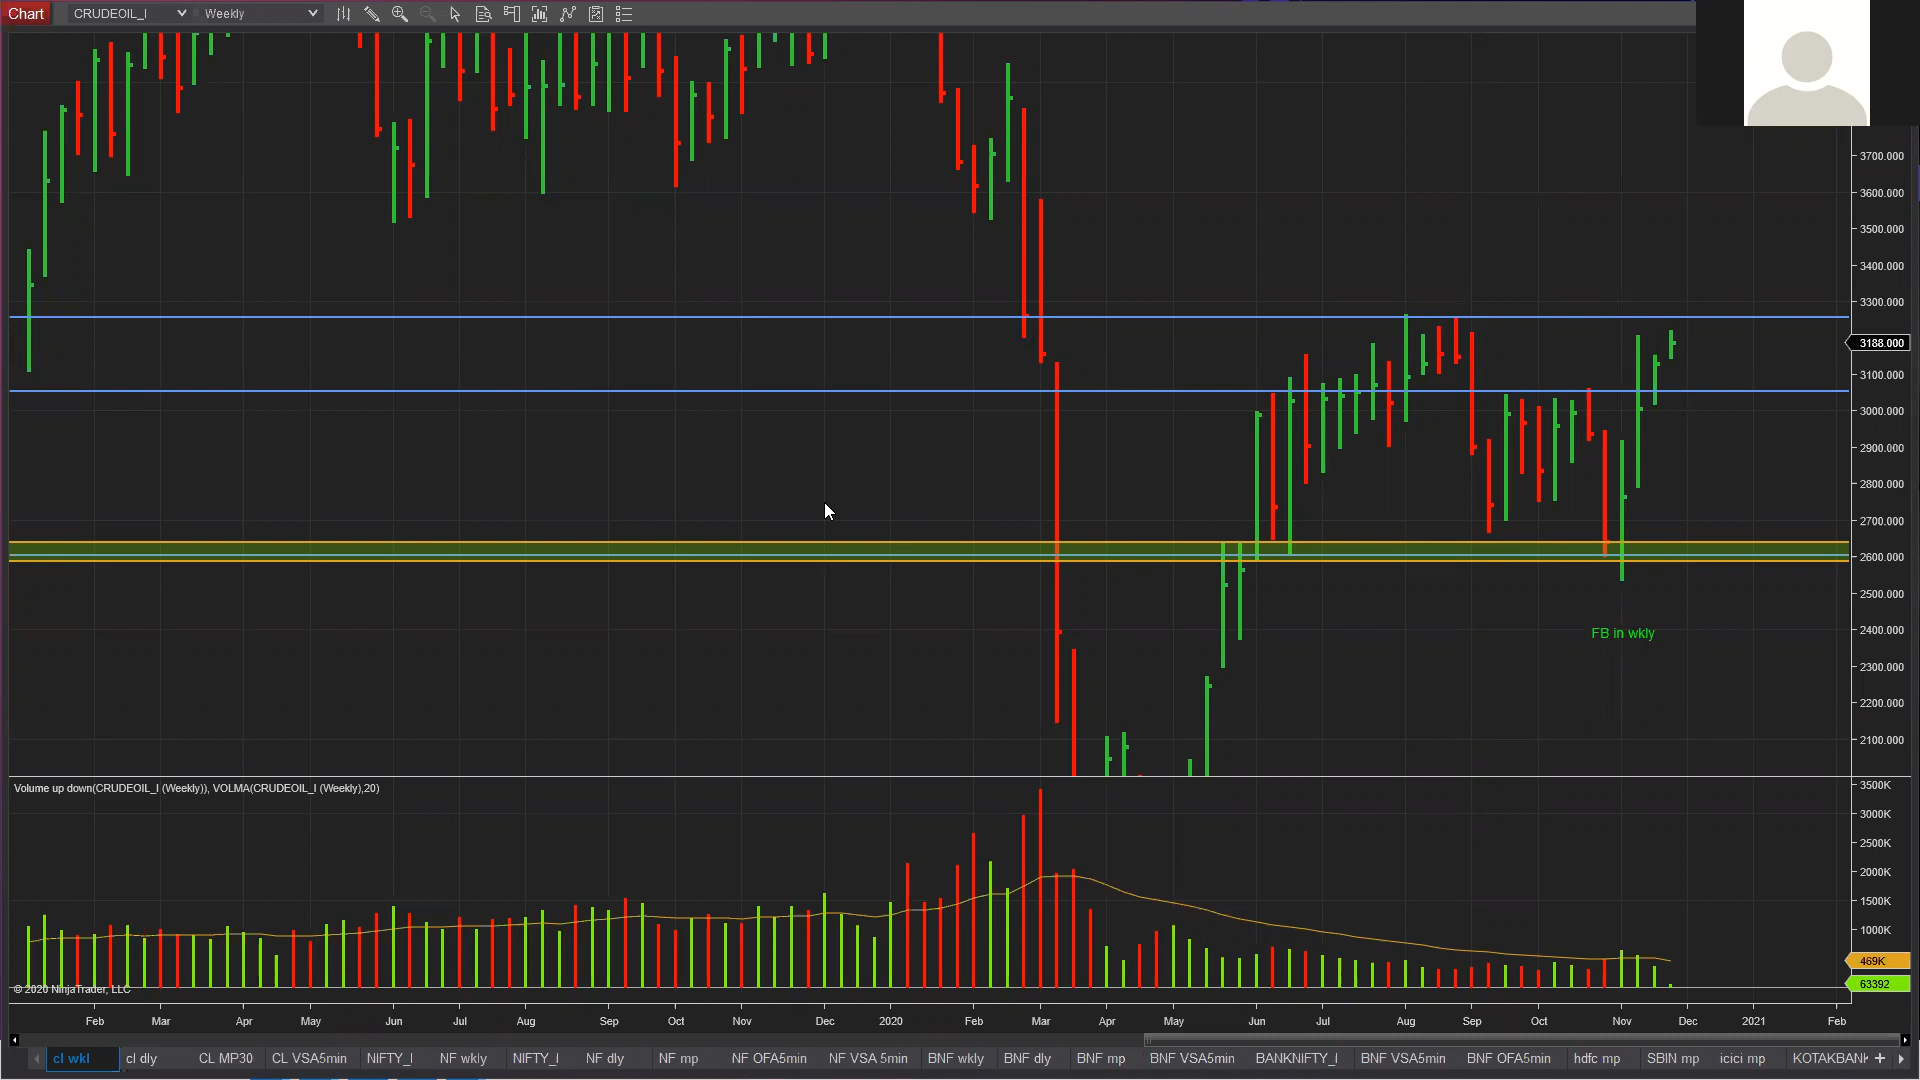 Chart CRUDEOIL_I Weekly
3700.000
3600.000
3500.000
3400.000
3300.000
3188.000
3100.000
3000.000
2900.000
2800.000
2700.000
2600.000
2500.000
2400.000
2300.000
2200.000
2100.000
FB in wkly
Volume up down(CRUDEOIL_I (Weekly)), VOLMA(CRUDEOIL_I (Weekly),20)
3500K
3000K
2500K
2000K
1500K
1000K
469K
63392
© 2020 NinjaTrader, LLC
Feb Mar Apr May Jun Jul Aug Sep Oct Nov Dec 2020 Feb Mar Apr May Jun Jul Aug Sep Oct Nov Dec 2021 Feb
cl wkl cl dly CL MP30 CL VSA5min NIFTY_I NF wkly NIFTY_I NF dly NF mp NF OFA5min NF VSA 5min BNF wkly BNF dly BNF mp BNF VSA5min BANKNIFTY_I BNF VSA5min BNF OFA5min hdfc mp SBIN mp icici mp KOTAKBANK +